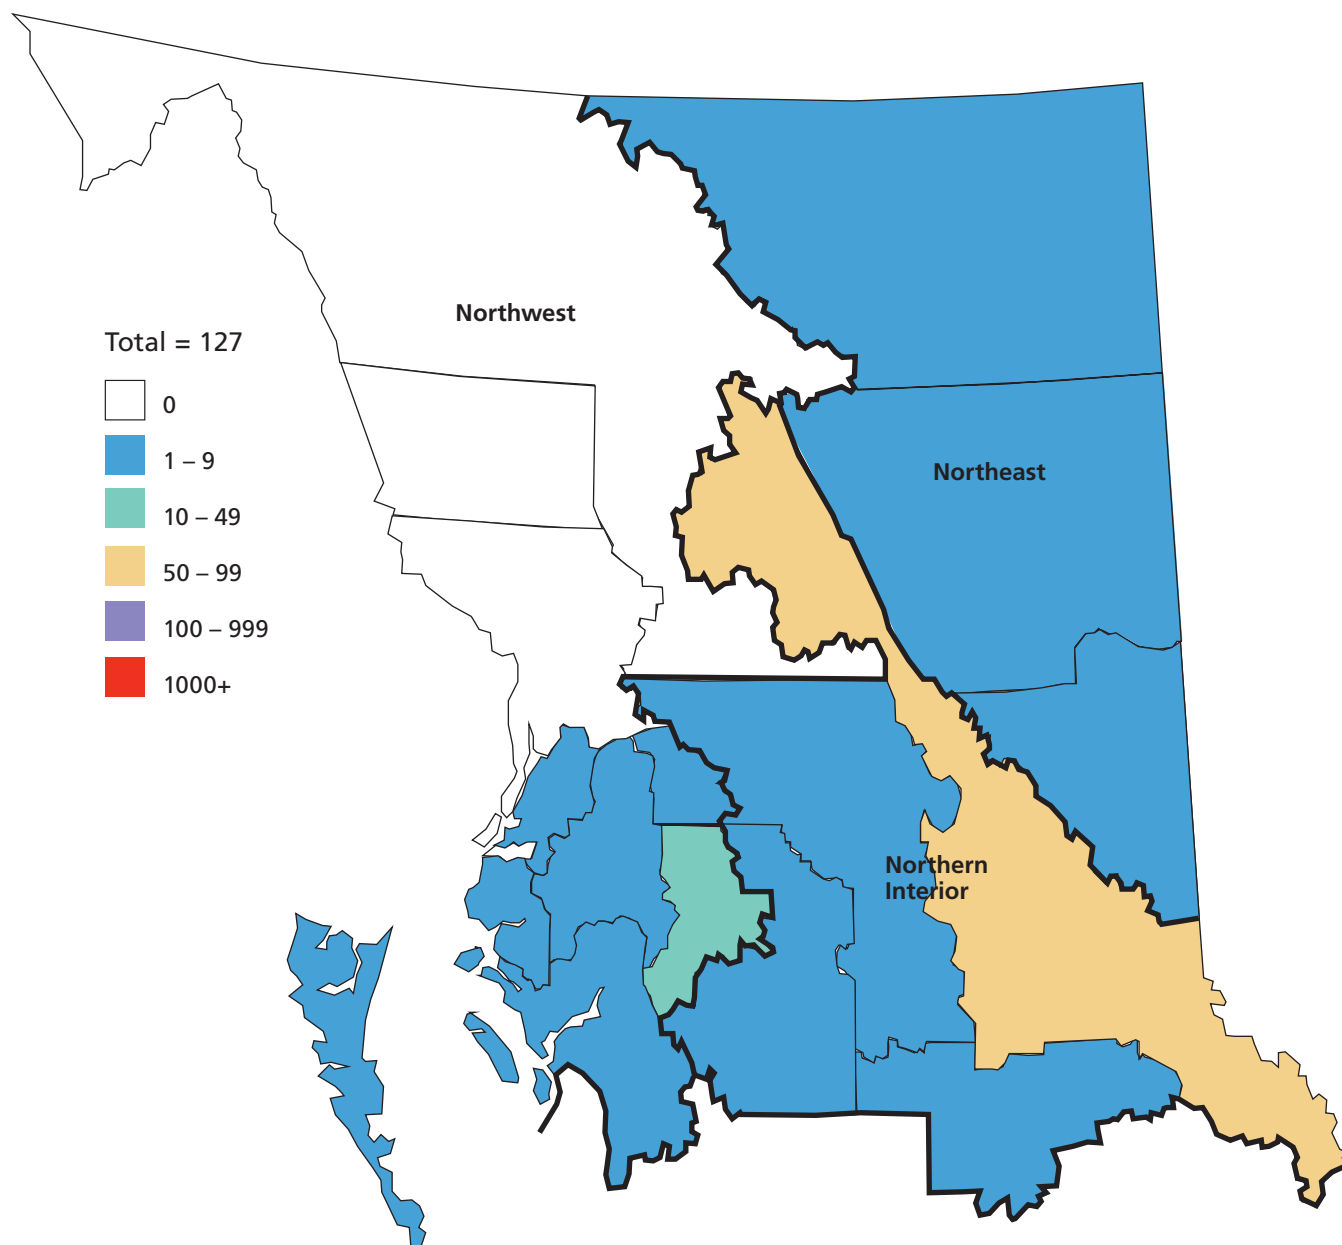 Northwest
Total = 127
0
1 – 9
10 – 49
50 – 99
100 – 999
1000+
Northeast
Northern
Interior